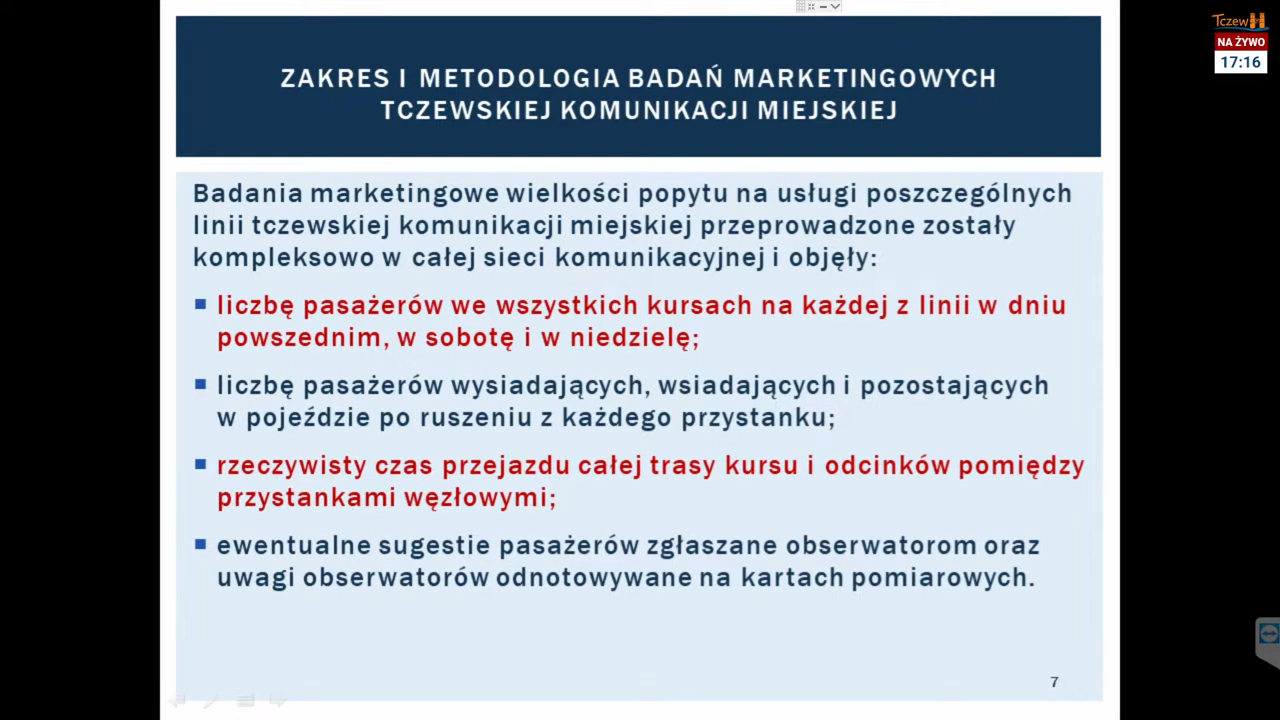 Tczew
NA ŻYWO
17:16
ZAKRES I METODOLOGIA BADAŃ MARKETINGOWYCH
TCZEWSKIEJ KOMUNIKACJI MIEJSKIEJ
Badania marketingowe wielkości popytu na usługi poszczególnych
linii tczewskiej komunikacji miejskiej przeprowadzone zostały
kompleksowo w całej sieci komunikacyjnej i objęły:
▪ liczbę pasażerów we wszystkich kursach na każdej z linii w dniu
powszednim, w sobotę i w niedzielę;
▪ liczbę pasażerów wysiadających, wsiadających i pozostających
w pojeździe po ruszeniu z każdego przystanku;
▪ rzeczywisty czas przejazdu całej trasy kursu i odcinków pomiędzy
przystankami węzłowymi;
▪ ewentualne sugestie pasażerów zgłaszane obserwatorom oraz
uwagi obserwatorów odnotowywane na kartach pomiarowych.
7